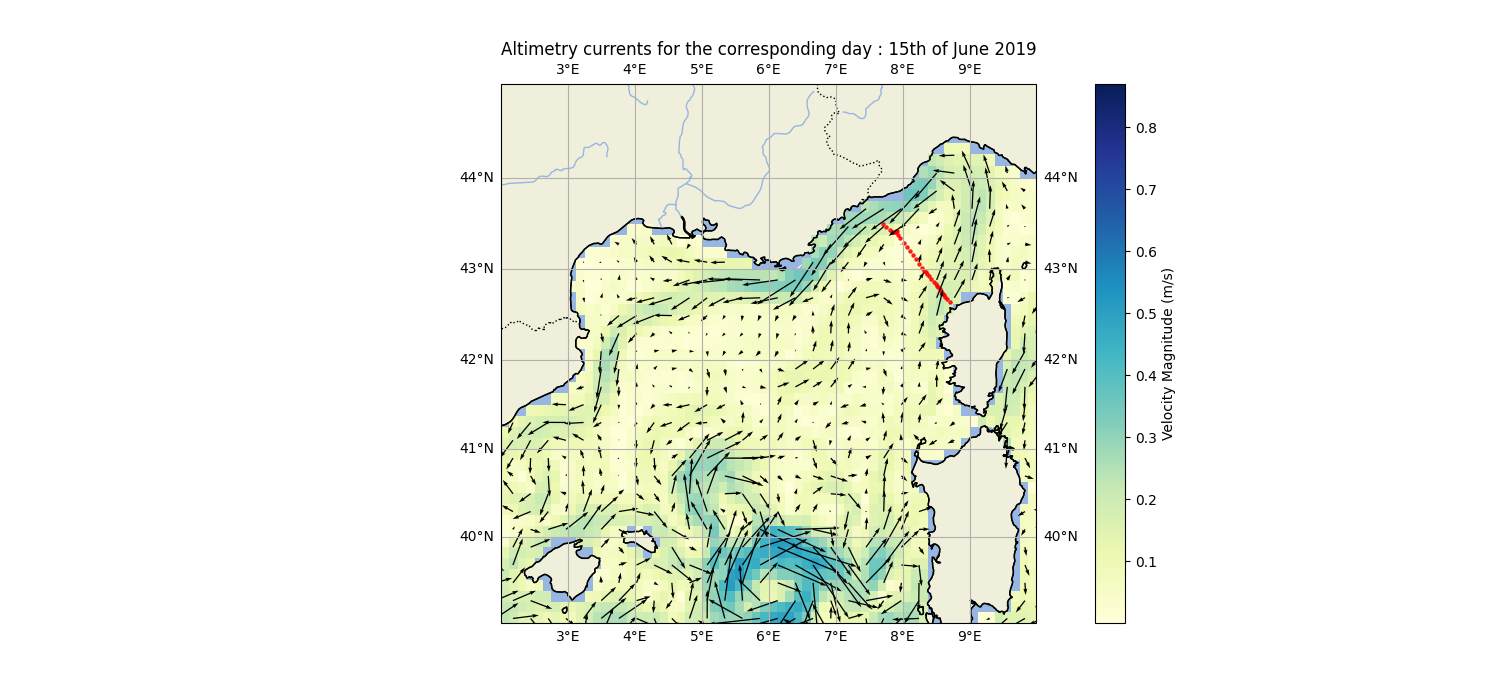 Altimetry currents for the corresponding day : 15th of June 2019
3°E 4°E 5°E 6°E 7°E 8°E 9°E
0.8
44°N 44°N
0.7
0.6
43°N 43°N
0.5
42°N 42°N
0.4
Velocity Magnitude (m/s)
0.3
41°N 41°N
0.2
40°N 40°N
0.1
3°E 4°E 5°E 6°E 7°E 8°E 9°E